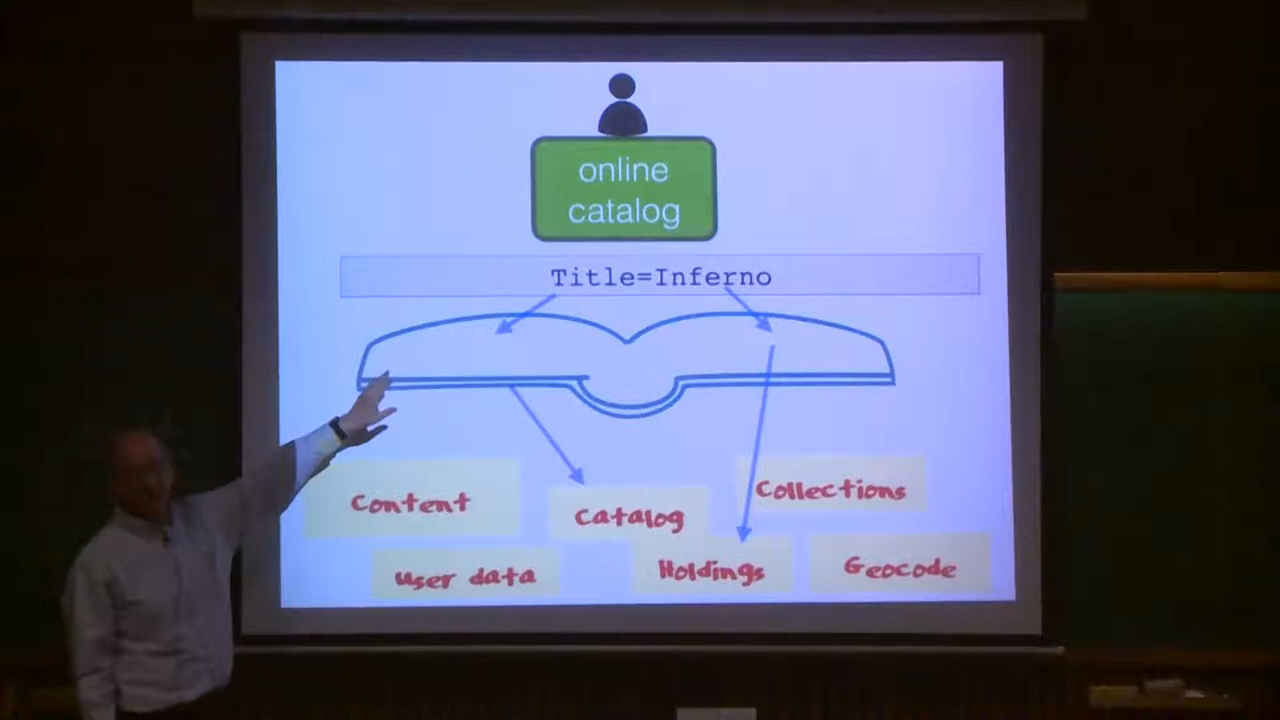 online
catalog
Title=Inferno
Content
Catalog
Collections
User data
Holdings
Geocode